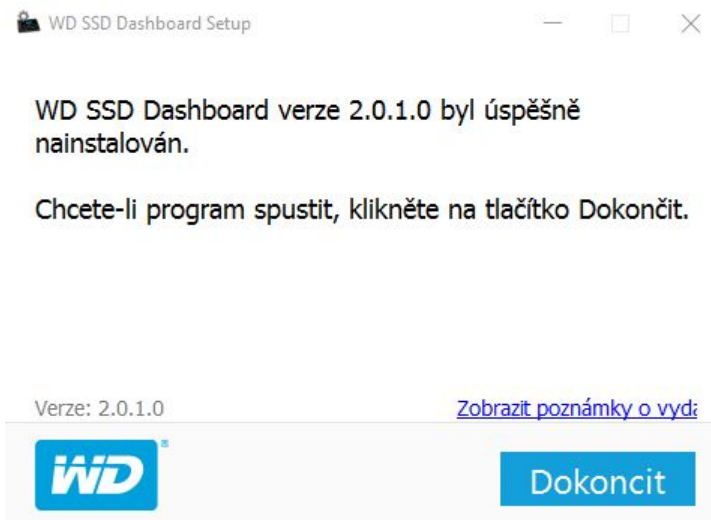 WD SSD Dashboard Setup
WD SSD Dashboard verze 2.0.1.0 byl úspěšně
nainstalován.
Chcete-li program spustit, klikněte na tlačítko Dokončit.
Verze: 2.0.1.0
Zobrazit poznámky o
WD®
Dokoncit